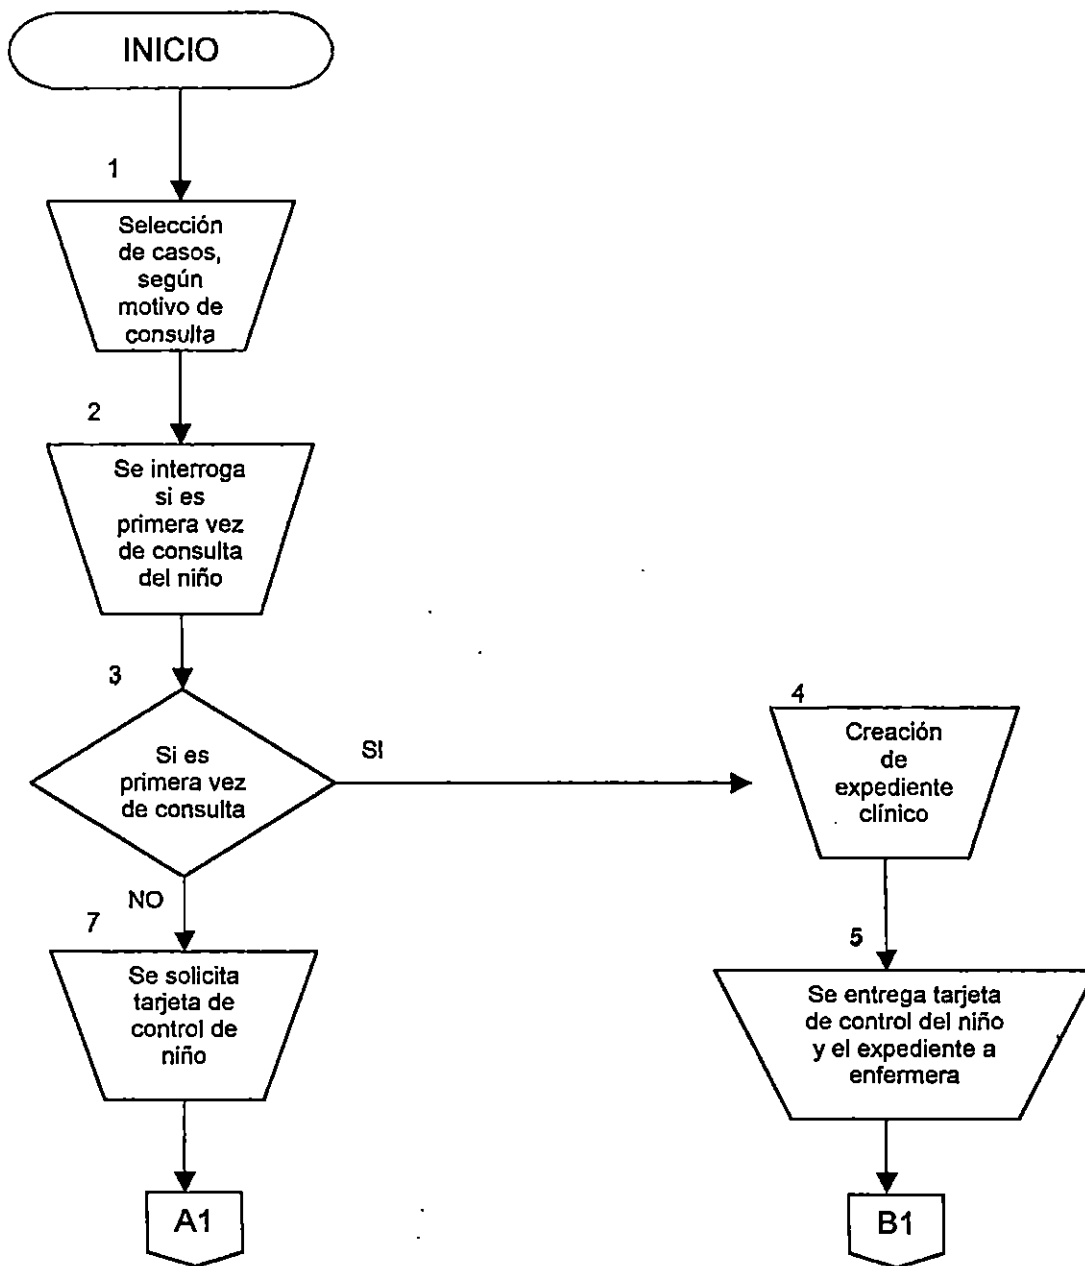 INICIO
1
Selección
de casos,
según
motivo de
consulta
2
Se interroga
si es
primera vez
de consulta
del niño
3
Si es
primera vez
de consulta
SI
4
Creación
de
expediente
clínico
NO
7
Se solicita
tarjeta de
control de
niño
5
Se entrega tarjeta
de control del niño
y el expediente a
enfermera
A1
B1